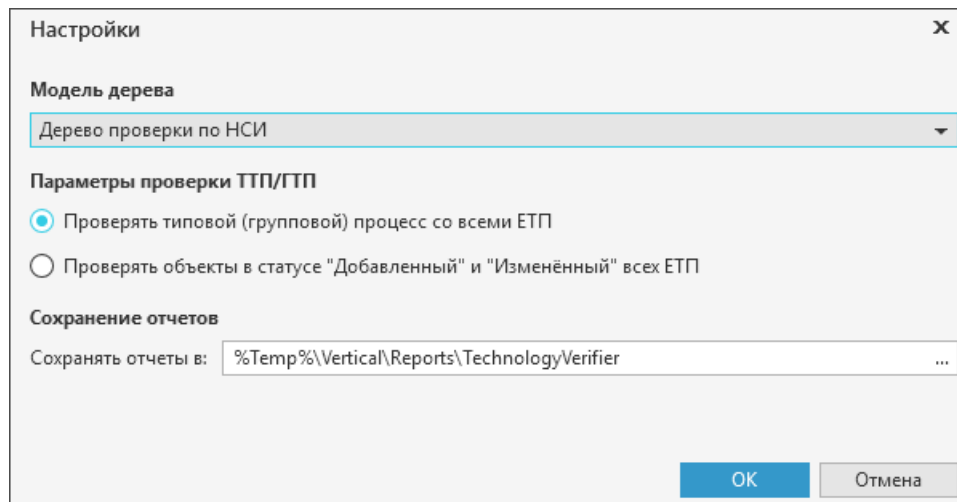 Настройки
Модель дерева
Дерево проверки по НСИ
Параметры проверки ТТП/ГТП
Проверять типовой (групповой) процесс со всеми ЕТП
Проверять объекты в статусе "Добавленный" и "Изменённый" всех ЕТП
Сохранение отчетов
Сохранять отчеты в: %Temp%\Vertical\Reports\TechnologyVerifier ...
ОК Отмена